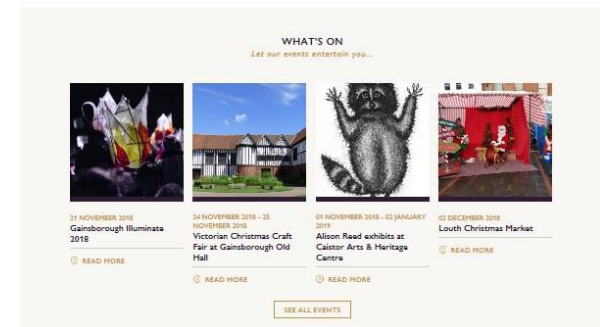 WHAT'S ON
Let our events entertain you...
21 NOVEMBER 2018
Gainsborough Illuminate
2018
READ MORE
24 NOVEMBER 2018 - 25
NOVEMBER 2018
Victorian Christmas Craft
Fair at Gainsborough Old
Hall
READ MORE
01 NOVEMBER 2018 - 02 JANUARY
2019
Alison Read exhibits at
Caistor Arts & Heritage
Centre
READ MORE
02 DECEMBER 2018
Louth Christmas Market
READ MORE
SEE ALL EVENTS